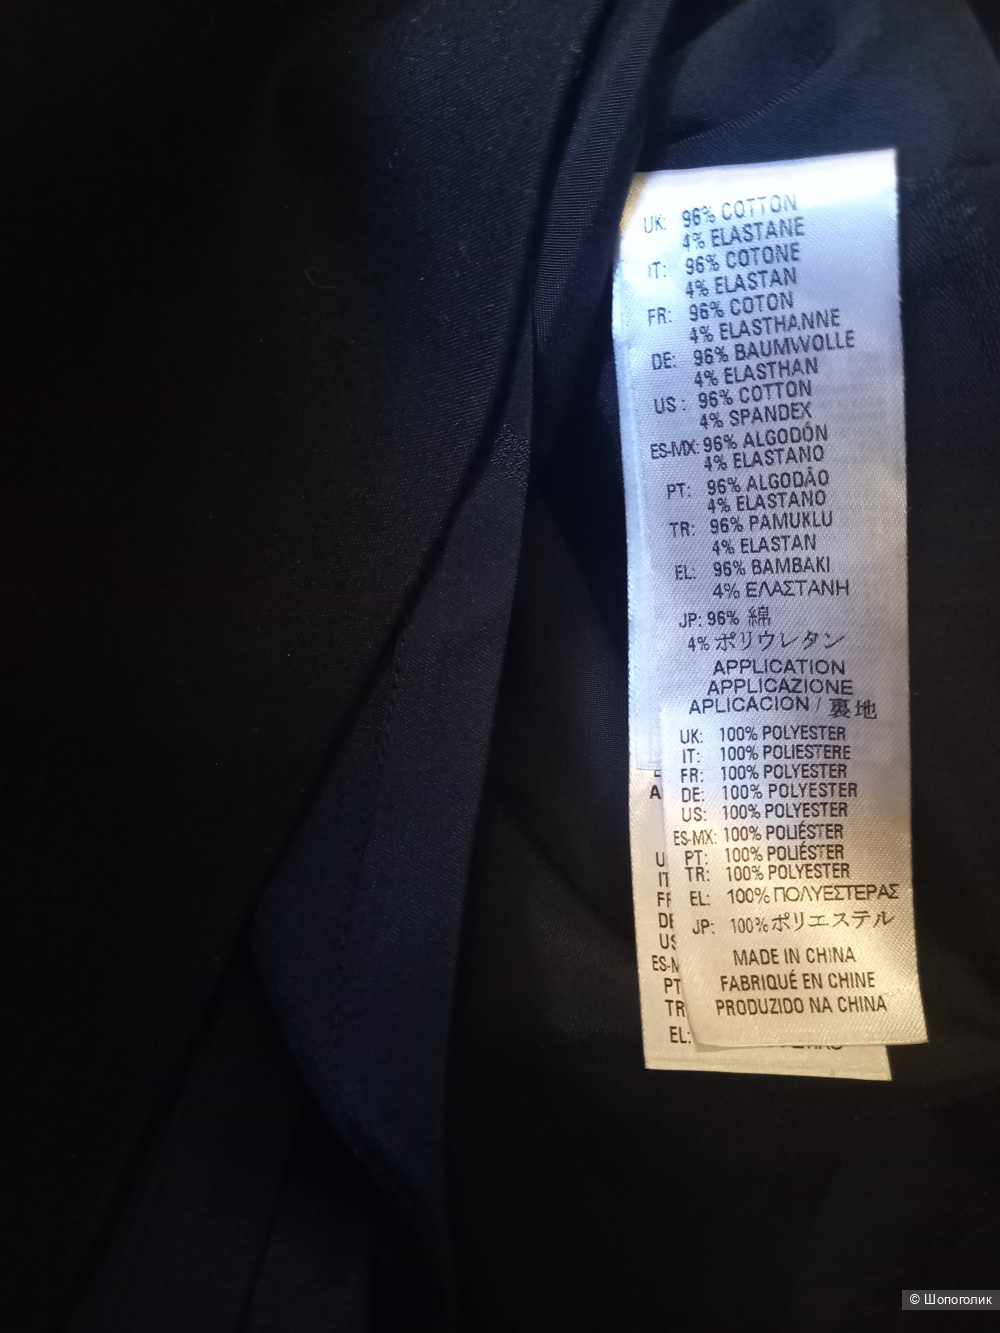 UK: 96% COTTON
4% ELASTANE
IT: 96% COTONE
4% ELASTAN
FR: 96% COTON
4% ELASTHANNE
DE: 96% BAUMWOLLE
4% ELASTHAN
US: 96% COTTON
4% SPANDEX
ES-MX: 96% ALGODÓN
4% ELASTANO
PT: 96% ALGODÃO
4% ELASTANO
TR: 96% PAMUKLU
4% ELASTAN
EL: 96% BAMBAKI
4% ΕΛΑΣΤΑΝΗ
JP: 96% 綿
4% ポリウレタン
APPLICATION
APPLICAZIONE
APLICACION / 裏地
UK: 100% POLYESTER
IT: 100% POLIESTERE
FR: 100% POLYESTER
DE: 100% POLYESTER
US: 100% POLYESTER
ES-MX: 100% POLIÉSTER
PT: 100% POLIÉSTER
TR: 100% POLYESTER
EL: 100% ΠΟΛΥΕΣΤΕΡΑΣ
JP: 100% ポリエステル
MADE IN CHINA
FABRIQUÉ EN CHINE
PRODUZIDO NA CHINA
PT
TR
EL:
© Шопоголик